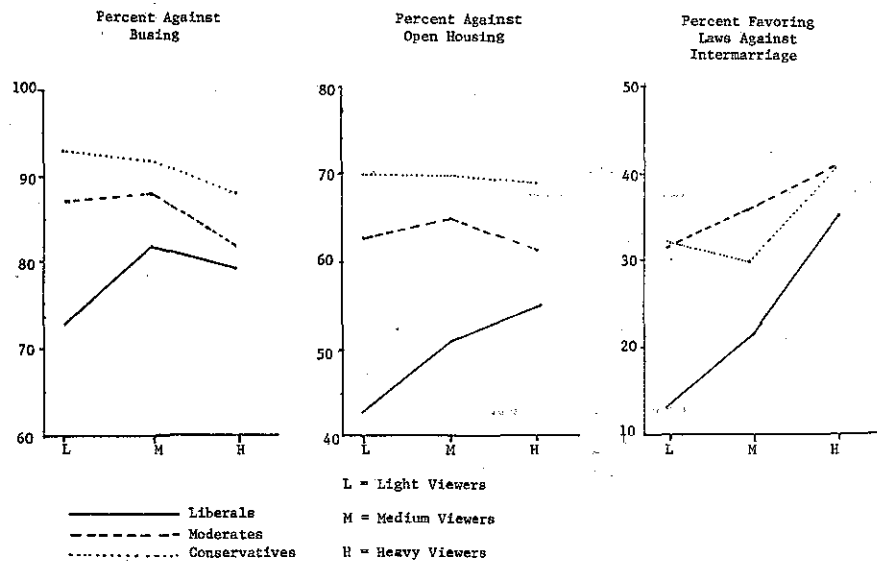 Percent Against
Busing
Percent Against
Open Housing
Percent Favoring
Laws Against
Intermarriage
100
90
80
70
60
L M H
80
70
60
50
40
L M H
50
40
30
20
10
L M H
Liberals
Moderates
Conservatives
L = Light Viewers
M = Medium Viewers
H = Heavy Viewers